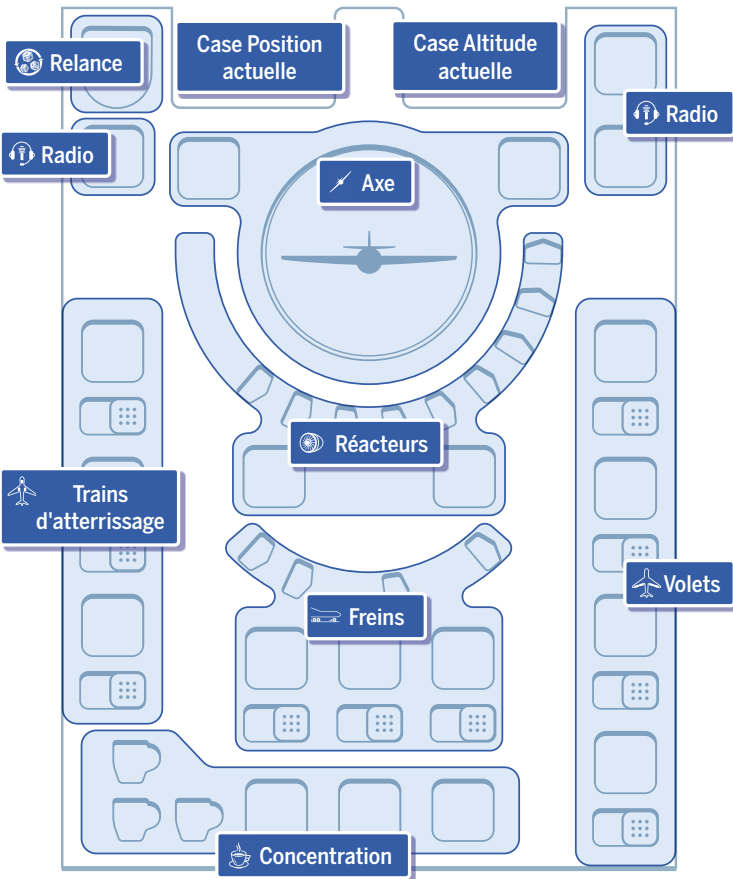 Relance
Case Position
actuelle
Case Altitude
actuelle
Radio
Radio
Axe
Réacteurs
Trains
d'atterrissage
Volets
Freins
Concentration